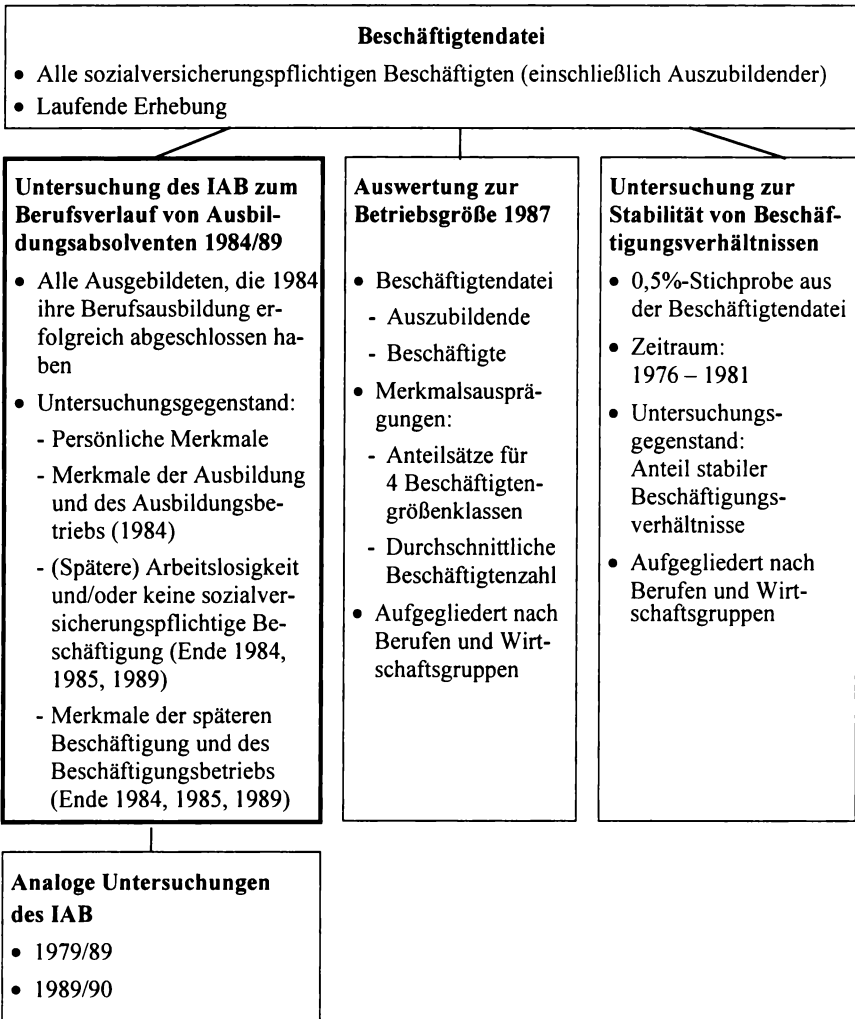 Beschäftigtendatei
• Alle sozialversicherungspflichtigen Beschäftigten (einschließlich Auszubildender)
• Laufende Erhebung
Untersuchung des IAB zum
Berufsverlauf von Ausbil-
dungsabsolventen 1984/89
• Alle Ausgebildeten, die 1984
ihre Berufsausbildung er-
folgreich abgeschlossen ha-
ben
• Untersuchungsgegenstand:
- Persönliche Merkmale
- Merkmale der Ausbildung
und des Ausbildungsbe-
triebs (1984)
- (Spätere) Arbeitslosigkeit
und/oder keine sozialver-
sicherungspflichtige Be-
schäftigung (Ende 1984,
1985, 1989)
- Merkmale der späteren
Beschäftigung und des
Beschäftigungsbetriebs
(Ende 1984, 1985, 1989)
Auswertung zur
Betriebsgröße 1987
• Beschäftigtendatei
- Auszubildende
- Beschäftigte
• Merkmalsausprä-
gungen:
- Anteilsätze für
4 Beschäftigten-
größenklassen
- Durchschnittliche
Beschäftigtenzahl
• Aufgegliedert nach
Berufen und Wirt-
schaftsgruppen
Untersuchung zur
Stabilität von Beschäf-
tigungsverhältnissen
• 0,5%-Stichprobe aus
der Beschäftigtendatei
• Zeitraum:
1976 – 1981
• Untersuchungs-
gegenstand:
Anteil stabiler
Beschäftigungs-
verhältnisse
• Aufgegliedert nach
Berufen und Wirt-
schaftsgruppen
Analoge Untersuchungen
des IAB
• 1979/89
• 1989/90